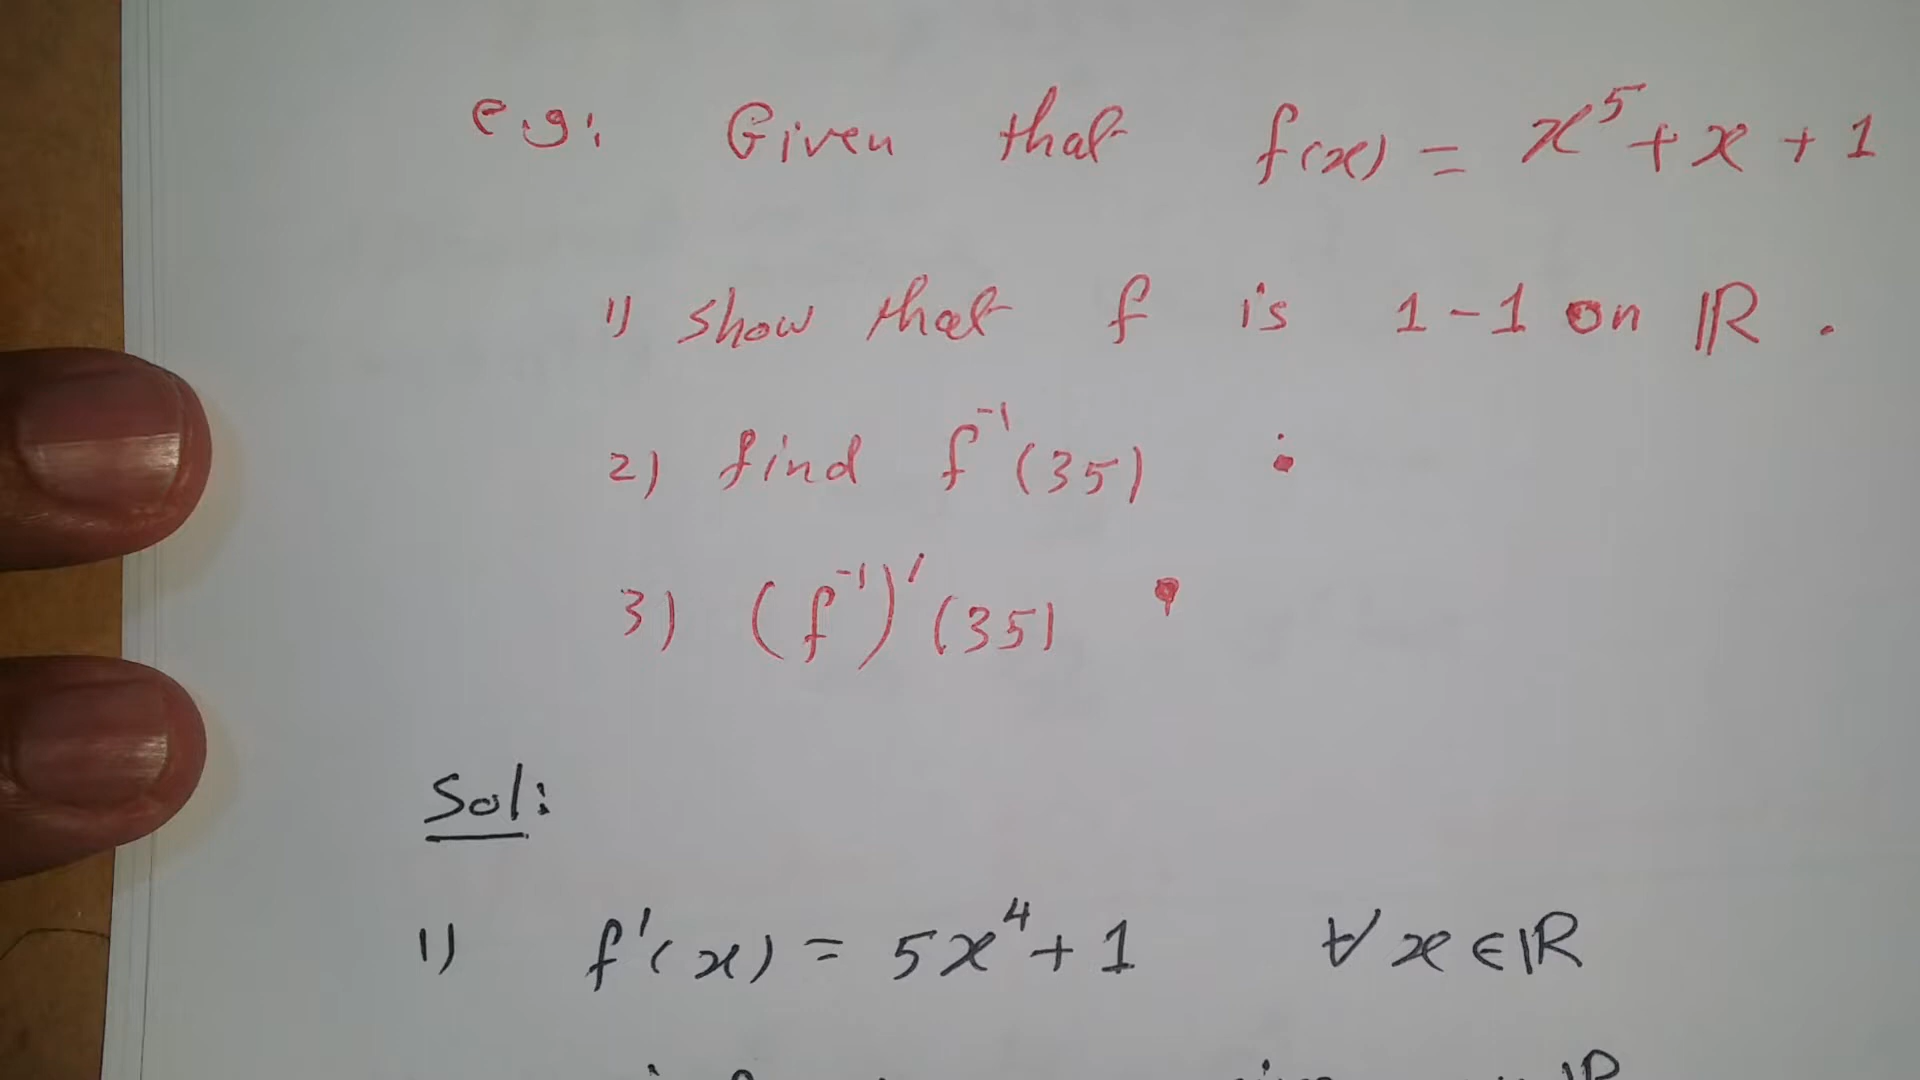 e.g: Given that f(x) = x⁵ + x + 1
1) show that f is 1-1 on ℝ.
2) find f⁻¹(35)
3) (f⁻¹)′(35)
Sol:
1) f′(x) = 5x⁴ + 1 ∀ x ∈ ℝ